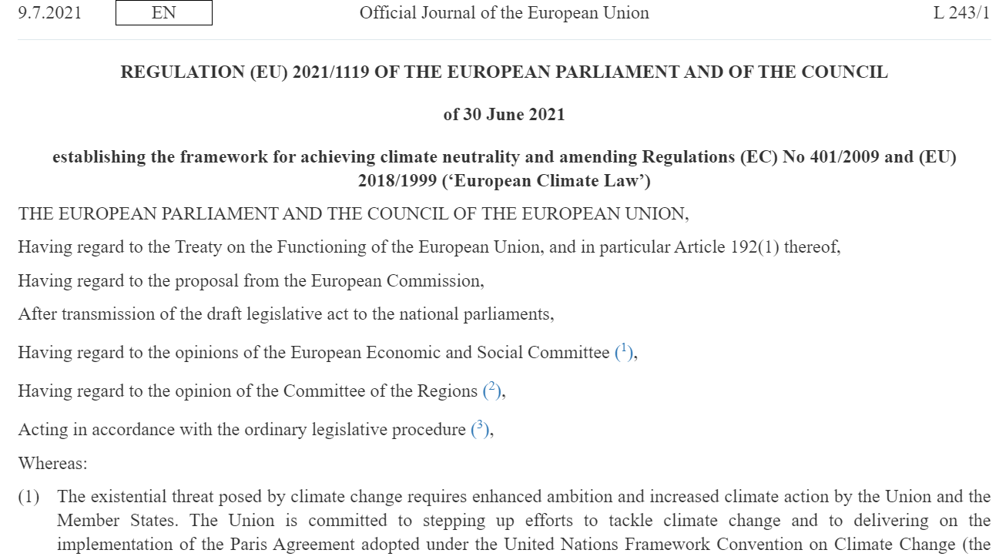 9.7.2021 EN Official Journal of the European Union L 243/1
REGULATION (EU) 2021/1119 OF THE EUROPEAN PARLIAMENT AND OF THE COUNCIL
of 30 June 2021
establishing the framework for achieving climate neutrality and amending Regulations (EC) No 401/2009 and (EU)
2018/1999 (‘European Climate Law’)
THE EUROPEAN PARLIAMENT AND THE COUNCIL OF THE EUROPEAN UNION,
Having regard to the Treaty on the Functioning of the European Union, and in particular Article 192(1) thereof,
Having regard to the proposal from the European Commission,
After transmission of the draft legislative act to the national parliaments,
Having regard to the opinions of the European Economic and Social Committee (1),
Having regard to the opinion of the Committee of the Regions (2),
Acting in accordance with the ordinary legislative procedure (3),
Whereas:
(1) The existential threat posed by climate change requires enhanced ambition and increased climate action by the Union and the
Member States. The Union is committed to stepping up efforts to tackle climate change and to delivering on the
implementation of the Paris Agreement adopted under the United Nations Framework Convention on Climate Change (the